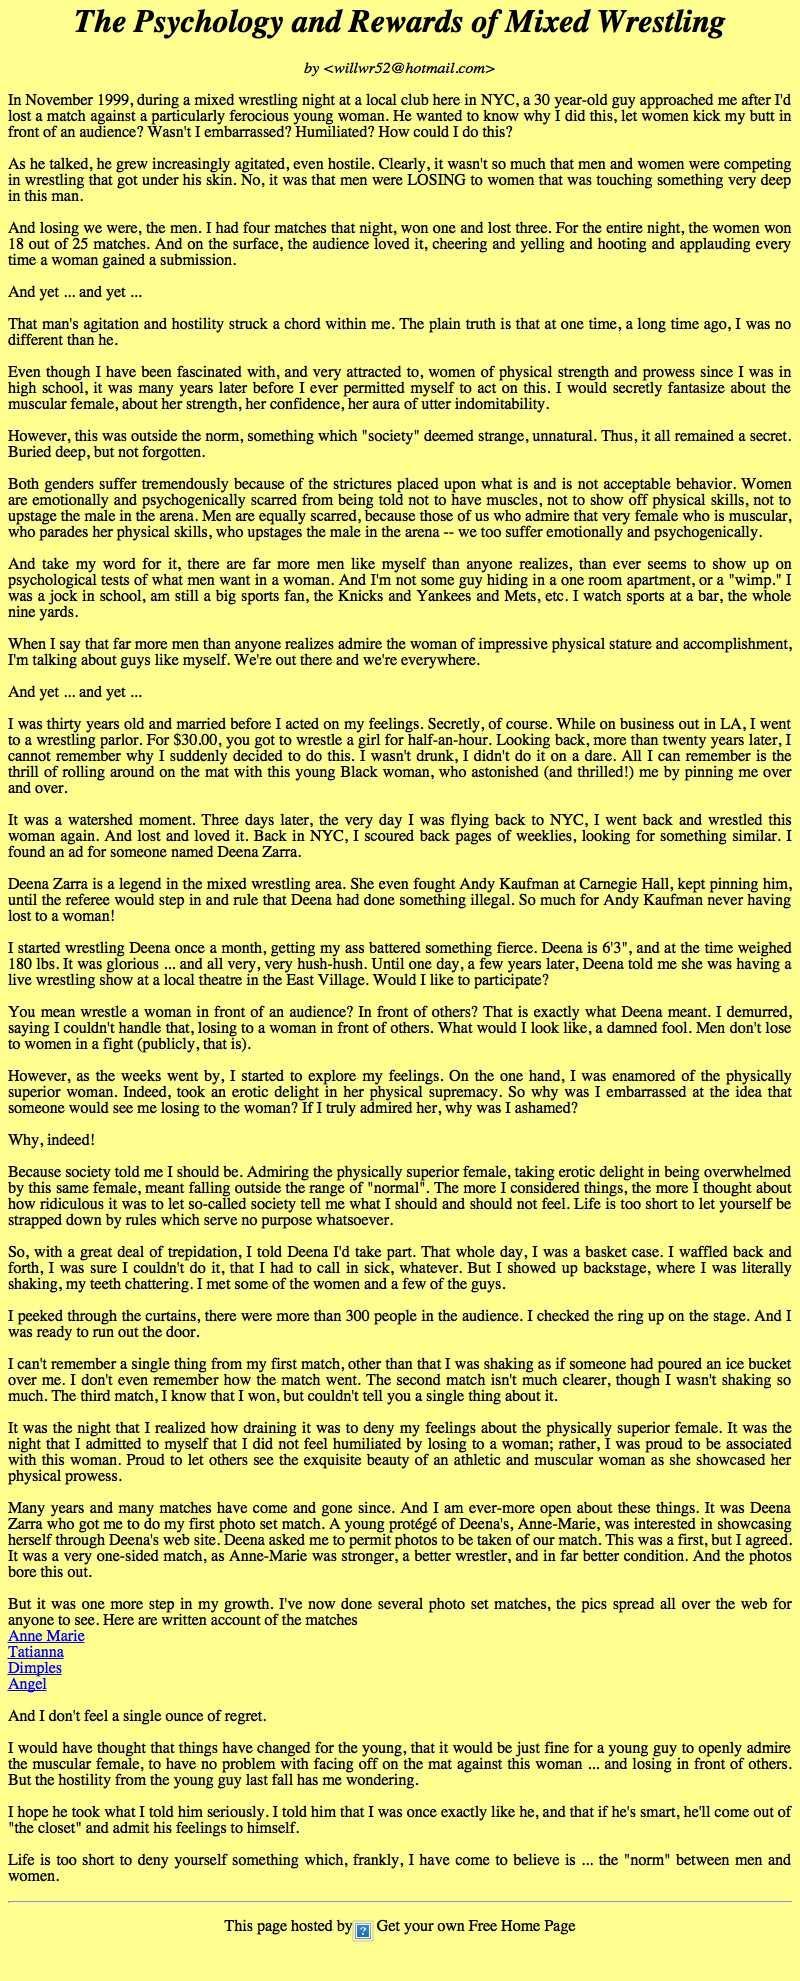 The Psychology and Rewards of Mixed Wrestling
by <willwr52@hotmail.com>
In November 1999, during a mixed wrestling night at a local club here in NYC, a 30 year-old guy approached me after I'd
lost a match against a particularly ferocious young woman. He wanted to know why I did this, let women kick my butt in
front of an audience? Wasn't I embarrassed? Humiliated? How could I do this?
As he talked, he grew increasingly agitated, even hostile. Clearly, it wasn't so much that men and women were competing
in wrestling that got under his skin. No, it was that men were LOSING to women that was touching something very deep
in this man.
And losing we were, the men. I had four matches that night, won one and lost three. For the entire night, the women won
18 out of 25 matches. And on the surface, the audience loved it, cheering and yelling and hooting and applauding every
time a woman gained a submission.
And yet ... and yet ...
That man's agitation and hostility struck a chord within me. The plain truth is that at one time, a long time ago, I was no
different than he.
Even though I have been fascinated with, and very attracted to, women of physical strength and prowess since I was in
high school, it was many years later before I ever permitted myself to act on this. I would secretly fantasize about the
muscular female, about her strength, her confidence, her aura of utter indomitability.
However, this was outside the norm, something which "society" deemed strange, unnatural. Thus, it all remained a secret.
Buried deep, but not forgotten.
Both genders suffer tremendously because of the strictures placed upon what is and is not acceptable behavior. Women
are emotionally and psychogenically scarred from being told not to have muscles, not to show off physical skills, not to
upstage the male in the arena. Men are equally scarred, because those of us who admire that very female who is muscular,
who parades her physical skills, who upstages the male in the arena -- we too suffer emotionally and psychogenically.
And take my word for it, there are far more men like myself than anyone realizes, than ever seems to show up on
psychological tests of what men want in a woman. And I'm not some guy hiding in a one room apartment, or a "wimp." I
was a jock in school, am still a big sports fan, the Knicks and Yankees and Mets, etc. I watch sports at a bar, the whole
nine yards.
When I say that far more men than anyone realizes admire the woman of impressive physical stature and accomplishment,
I'm talking about guys like myself. We're out there and we're everywhere.
And yet ... and yet ...
I was thirty years old and married before I acted on my feelings. Secretly, of course. While on business out in LA, I went
to a wrestling parlor. For $30.00, you got to wrestle a girl for half-an-hour. Looking back, more than twenty years later, I
cannot remember why I suddenly decided to do this. I wasn't drunk, I didn't do it on a dare. All I can remember is the
thrill of rolling around on the mat with this young Black woman, who astonished (and thrilled!) me by pinning me over
and over.
It was a watershed moment. Three days later, the very day I was flying back to NYC, I went back and wrestled this
woman again. And lost and loved it. Back in NYC, I scoured back pages of weeklies, looking for something similar. I
found an ad for someone named Deena Zarra.
Deena Zarra is a legend in the mixed wrestling area. She even fought Andy Kaufman at Carnegie Hall, kept pinning him,
until the referee would step in and rule that Deena had done something illegal. So much for Andy Kaufman never having
lost to a woman!
I started wrestling Deena once a month, getting my ass battered something fierce. Deena is 6'3", and at the time weighed
180 lbs. It was glorious ... and all very, very hush-hush. Until one day, a few years later, Deena told me she was having a
live wrestling show at a local theatre in the East Village. Would I like to participate?
You mean wrestle a woman in front of an audience? In front of others? That is exactly what Deena meant. I demurred,
saying I couldn't handle that, losing to a woman in front of others. What would I look like, a damned fool. Men don't lose
to women in a fight (publicly, that is).
However, as the weeks went by, I started to explore my feelings. On the one hand, I was enamored of the physically
superior woman. Indeed, took an erotic delight in her physical supremacy. So why was I embarrassed at the idea that
someone would see me losing to the woman? If I truly admired her, why was I ashamed?
Why, indeed!
Because society told me I should be. Admiring the physically superior female, taking erotic delight in being overwhelmed
by this same female, meant falling outside the range of "normal". The more I considered things, the more I thought about
how ridiculous it was to let so-called society tell me what I should and should not feel. Life is too short to let yourself be
strapped down by rules which serve no purpose whatsoever.
So, with a great deal of trepidation, I told Deena I'd take part. That whole day, I was a basket case. I waffled back and
forth, I was sure I couldn't do it, that I had to call in sick, whatever. But I showed up backstage, where I was literally
shaking, my teeth chattering. I met some of the women and a few of the guys.
I peeked through the curtains, there were more than 300 people in the audience. I checked the ring up on the stage. And I
was ready to run out the door.
I can't remember a single thing from my first match, other than that I was shaking as if someone had poured an ice bucket
over me. I don't even remember how the match went. The second match isn't much clearer, though I wasn't shaking so
much. The third match, I know that I won, but couldn't tell you a single thing about it.
It was the night that I realized how draining it was to deny my feelings about the physically superior female. It was the
night that I admitted to myself that I did not feel humiliated by losing to a woman; rather, I was proud to be associated
with this woman. Proud to let others see the exquisite beauty of an athletic and muscular woman as she showcased her
physical prowess.
Many years and many matches have come and gone since. And I am ever-more open about these things. It was Deena
Zarra who got me to do my first photo set match. A young protégé of Deena's, Anne-Marie, was interested in showcasing
herself through Deena's web site. Deena asked me to permit photos to be taken of our match. This was a first, but I agreed.
It was a very one-sided match, as Anne-Marie was stronger, a better wrestler, and in far better condition. And the photos
bore this out.
But it was one more step in my growth. I've now done several photo set matches, the pics spread all over the web for
anyone to see. Here are written account of the matches
Anne Marie
Tatianna
Dimples
Angel
And I don't feel a single ounce of regret.
I would have thought that things have changed for the young, that it would be just fine for a young guy to openly admire
the muscular female, to have no problem with facing off on the mat against this woman ... and losing in front of others.
But the hostility from the young guy last fall has me wondering.
I hope he took what I told him seriously. I told him that I was once exactly like he, and that if he's smart, he'll come out of
"the closet" and admit his feelings to himself.
Life is too short to deny yourself something which, frankly, I have come to believe is ... the "norm" between men and
women.
This page hosted by ? Get your own Free Home Page